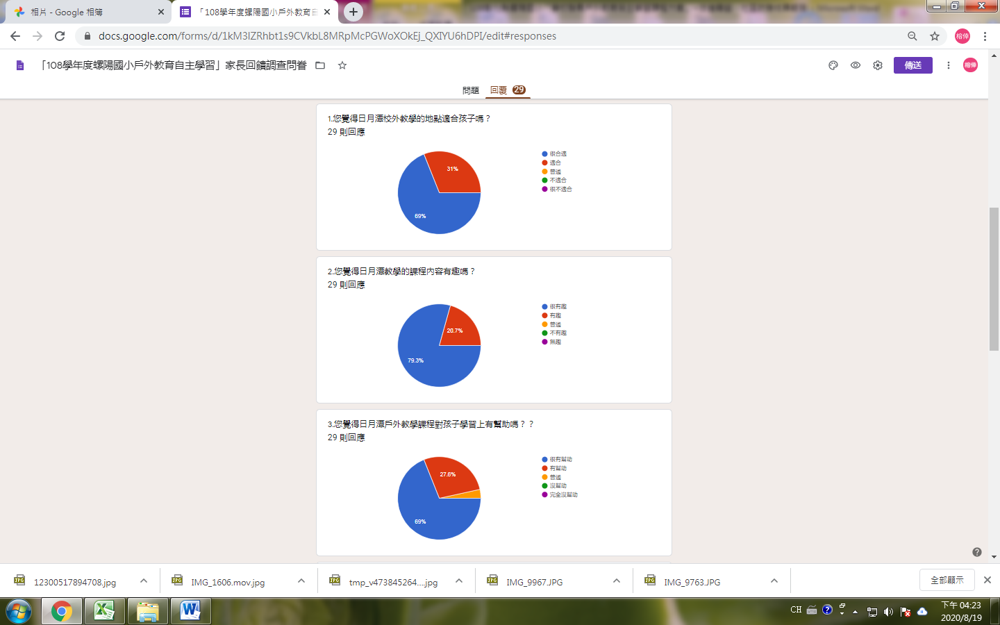 相片 - Google 相簿
「108學年度螺陽國小戶外教育自
docs.google.com/forms/d/1kM3IZRhbt1s9CVkbL8MRpMcPGWoXOkEj_QXIYU6hDPI/edit#responses
榕倖
「108學年度螺陽國小戶外教育自主學習」家長回饋調查問卷
傳送
榕倖
問題
回覆 29
1.您覺得日月潭校外教學的地點適合孩子嗎？
29 則回應
31%
69%
很合適
適合
普通
不適合
很不適合
2.您覺得日月潭教學的課程內容有趣嗎？
29 則回應
20.7%
79.3%
很有趣
有趣
普通
不有趣
無趣
3.您覺得日月潭戶外教學課程對孩子學習上有幫助嗎？？
29 則回應
27.6%
69%
很有幫助
有幫助
普通
沒幫助
完全沒幫助
12300517894708.jpg
IMG_1606.mov.jpg
tmp_v473845264....jpg
IMG_9967.JPG
IMG_9763.JPG
全部顯示
CH
下午 04:23
2020/8/19